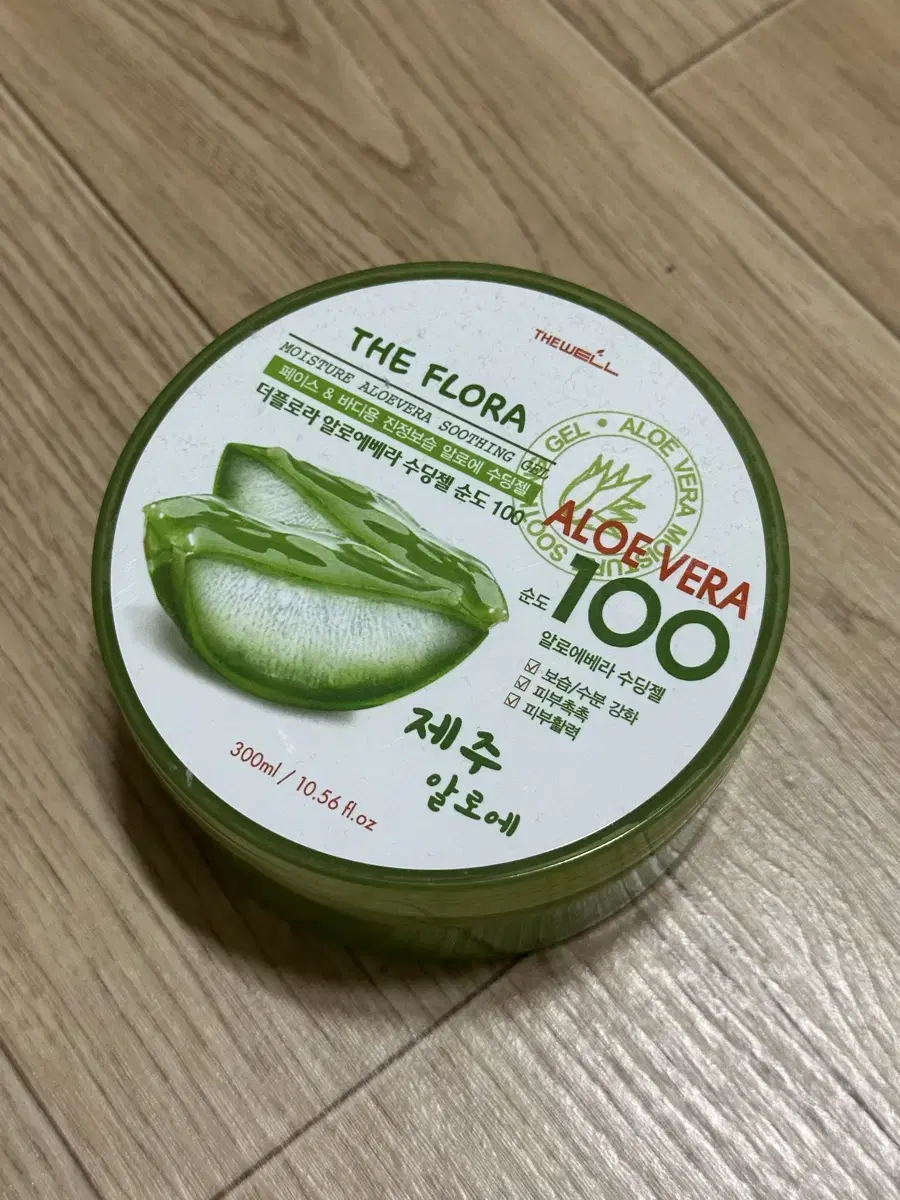 THE WELL
THE FLORA
MOISTURE ALOEVERA SOOTHING GEL
페이스 & 바디용 진정보습 알로에 수딩젤
더플로라 알로에베라 수딩젤 순도 100
GEL • ALOE VERA
ALOE VERA
순도 100
알로에베라 수딩젤
☑ 보습/수분 강화
☑ 피부촉촉
☑ 피부활력
제주
알로에
300ml / 10.56 fl.oz